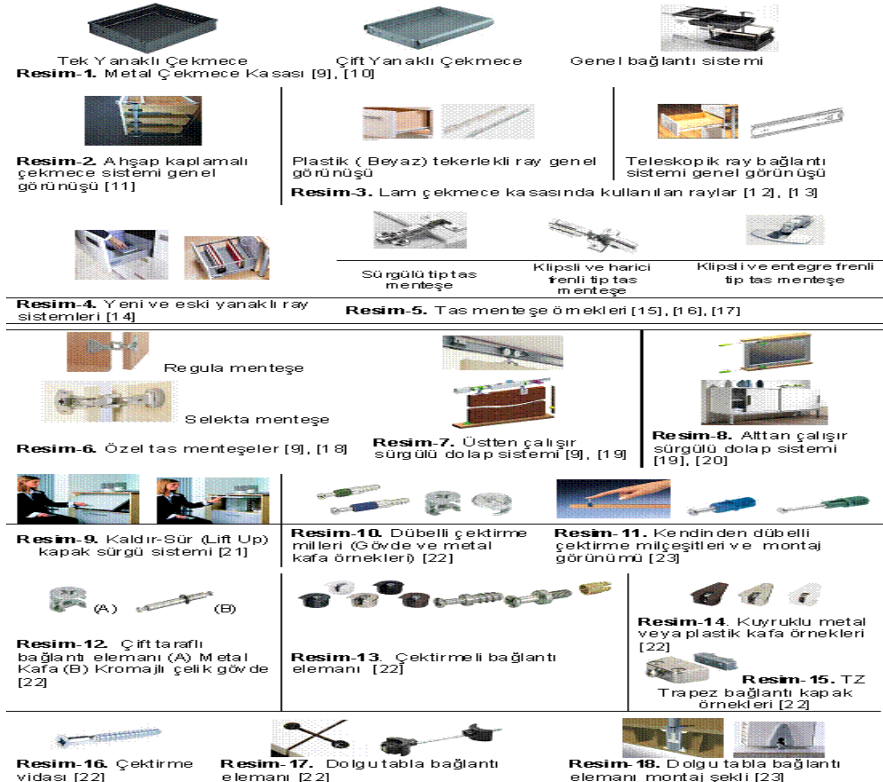 Tek Yanaklı Çekmece
Çift Yanaklı Çekmece
Genel bağlantı sistemi
Resim-1. Metal Çekmece Kasası [9], [10]
Resim-2. Ahşap kaplamalı
çekmece sistemi genel
görünüşü [11]
Plastik ( Beyaz) tekerlekli ray genel
görünüşü
Teleskopik ray bağlantı
sistemi genel görünüşü
Resim-3. Lam çekmece kasasında kullanılan raylar [12], [13]
Resim-4. Yeni ve eski yanaklı ray
sistemleri [14]
Sürgülü tip tas
menteşe
Klipsli ve harici
frenli tip tas
menteşe
Klipsli ve entegre frenli
tip tas menteşe
Resim-5. Tas menteşe örnekleri [15], [16], [17]
Regula menteşe
Selekta menteşe
Resim-6. Özel tas menteşeler [9], [18]
Resim-7. Üstten çalışır
sürgülü dolap sistemi [9], [19]
Resim-8. Alttan çalışır
sürgülü dolap sistemi
[19], [20]
Resim-9. Kaldır-Sür (Lift Up)
kapak sürgü sistemi [21]
Resim-10. Dübelli çektirme
milleri (Gövde ve metal
kafa örnekleri) [22]
Resim-11. Kendinden dübelli
çektirme milçeşitleri ve montaj
görünümü [23]
(A)
(B)
Resim-12. Çift taraflı
bağlantı elemanı (A) Metal
Kafa (B) Kromajlı çelik gövde
[22]
Resim-13. Çektirmeli bağlantı
elemanı [22]
Resim-14. Kuyruklu metal
veya plastik kafa örnekleri
[22]
Resim-15. TZ
Trapez bağlantı kapak
örnekleri [22]
Resim-16. Çektirme
vidası [22]
Resim-17. Dolgu tabla bağlantı
elemanı [22]
Resim-18. Dolgu tabla bağlantı
elemanı montaj şekli [23]